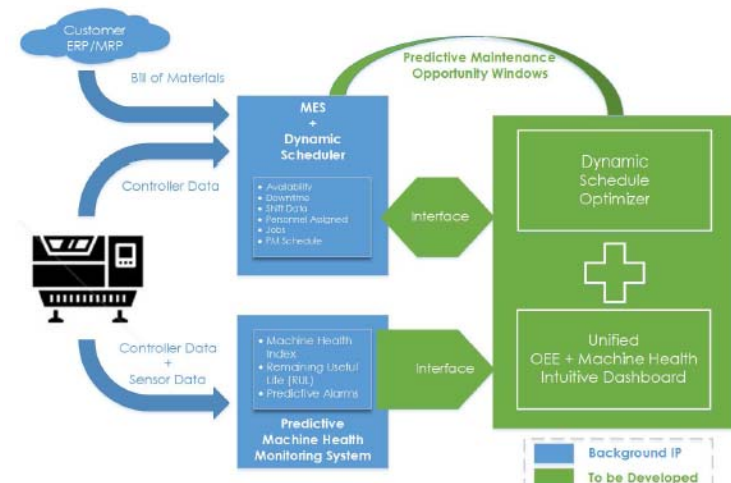 Customer
ERP/MRP
Bill of Materials
Controller Data
Controller Data
+
Sensor Data
MES
+
Dynamic
Scheduler
• Availability
• Downtime
• Shift Data
• Personnel Assigned
• Jobs
• P.M Schedule
• Machine Health
Index
• Remaining Useful
Life (RUL)
• Predictive Alarms
Predictive
Machine Health
Monitoring System
Predictive Maintenance
Opportunity Windows
Interface
Interface
Dynamic
Schedule
Optimizer
Unified
OEE + Machine Health
Intuitive Dashboard
Background IP
To be Developed